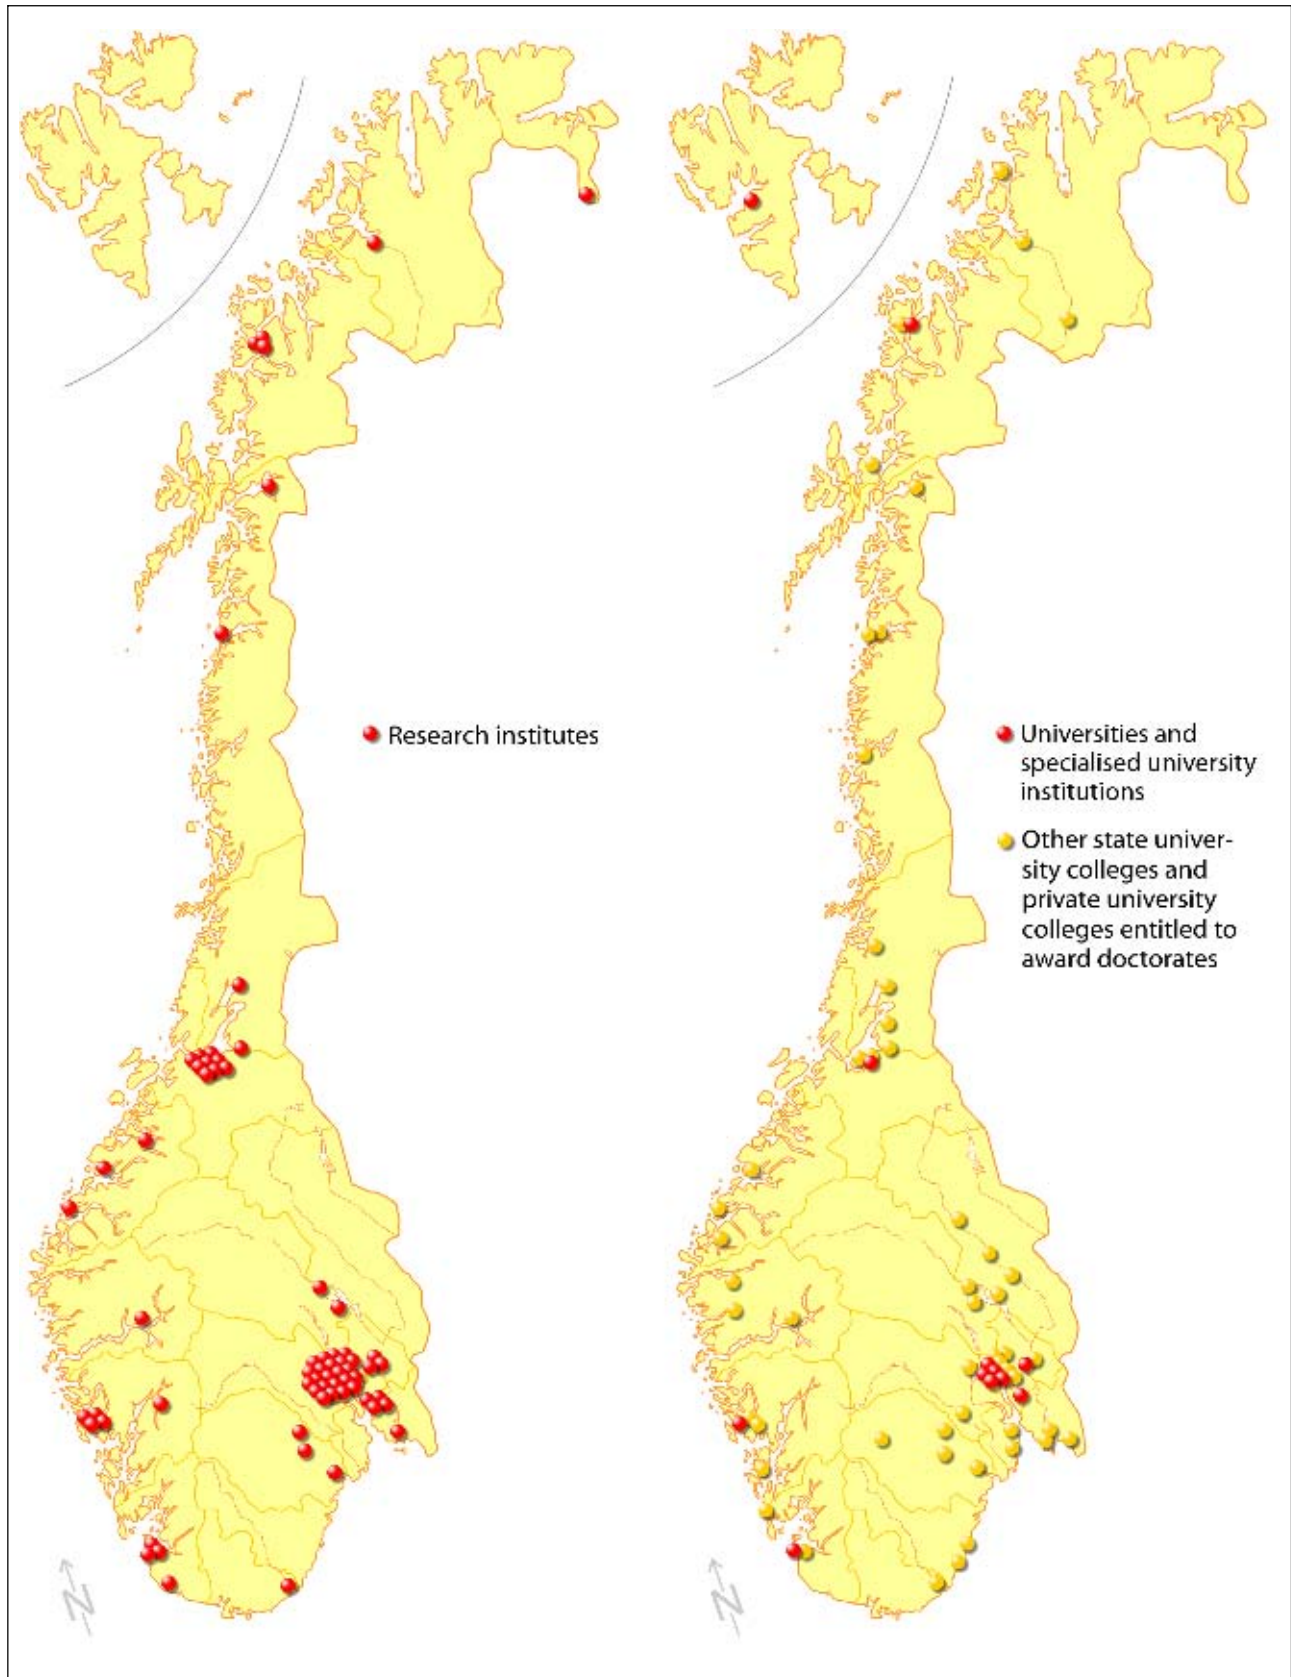 Research institutes
Universities and
specialised university
institutions
Other state univer-
sity colleges and
private university
colleges entitled to
award doctorates
N
N